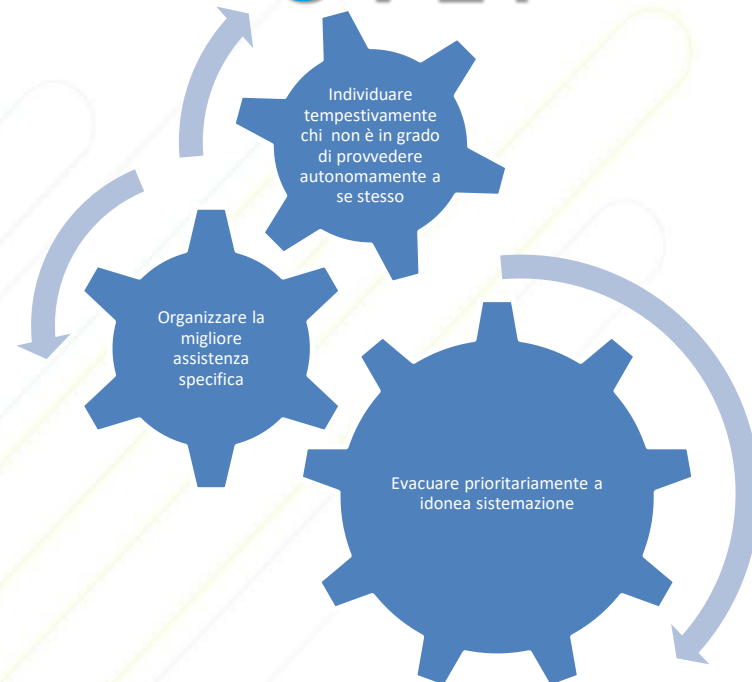 Individuare
tempestivamente
chi non è in grado
di provvedere
autonomamente a
se stesso
Organizzare la
migliore
assistenza
specifica
Evacuare prioritariamente a
idonea sistemazione